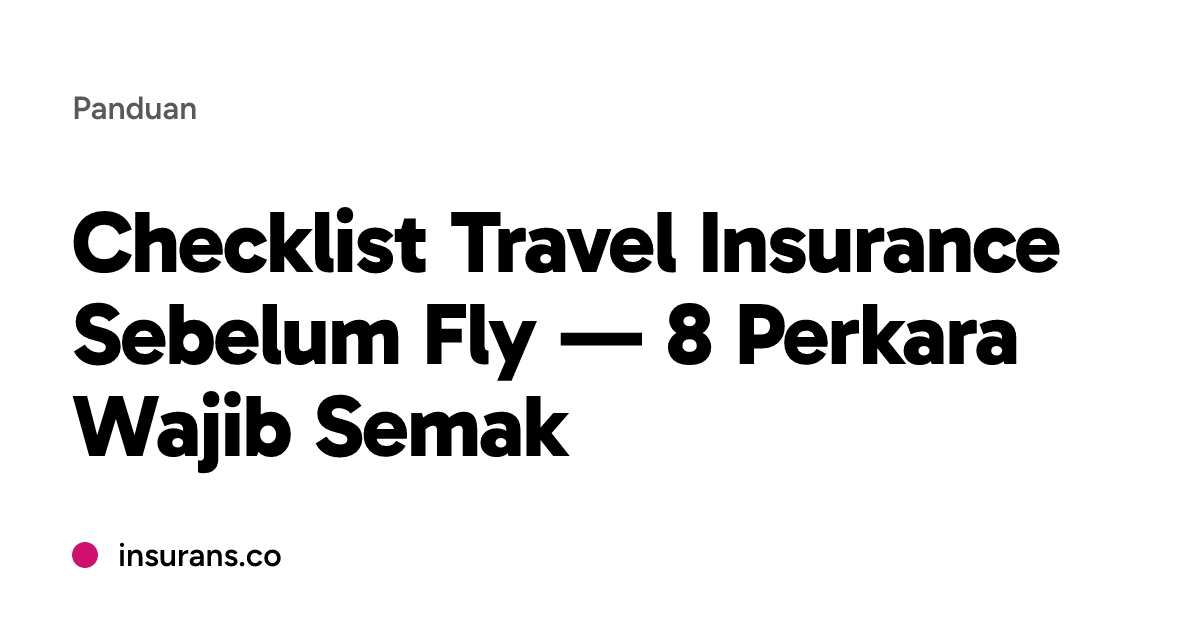 Panduan
Checklist Travel Insurance
Sebelum Fly — 8 Perkara
Wajib Semak
insurans.co